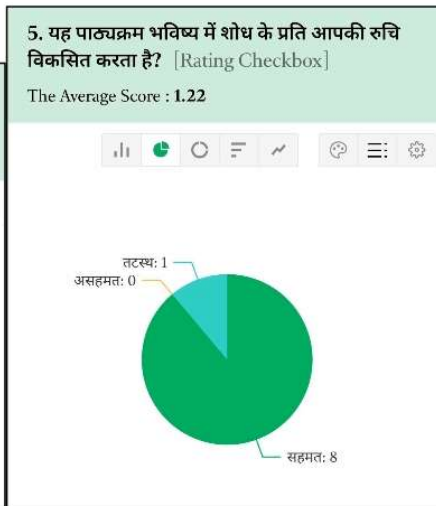 5. यह पाठ्यक्रम भविष्य में शोध के प्रति आपकी रुचि
विकसित करता है? [Rating Checkbox]
The Average Score : 1.22
तटस्थ: 1
असहमत: 0
सहमत: 8